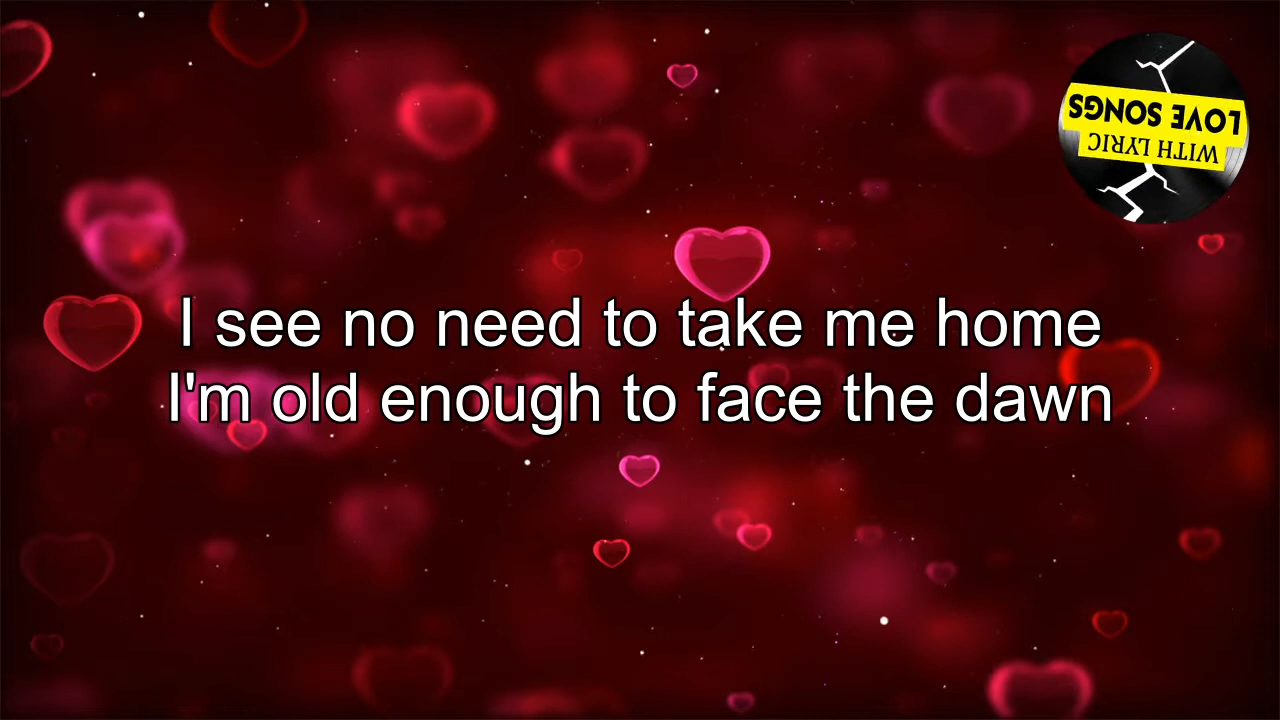 I see no need to take me home
I'm old enough to face the dawn
LOVE SONGS
WITH LYRIC